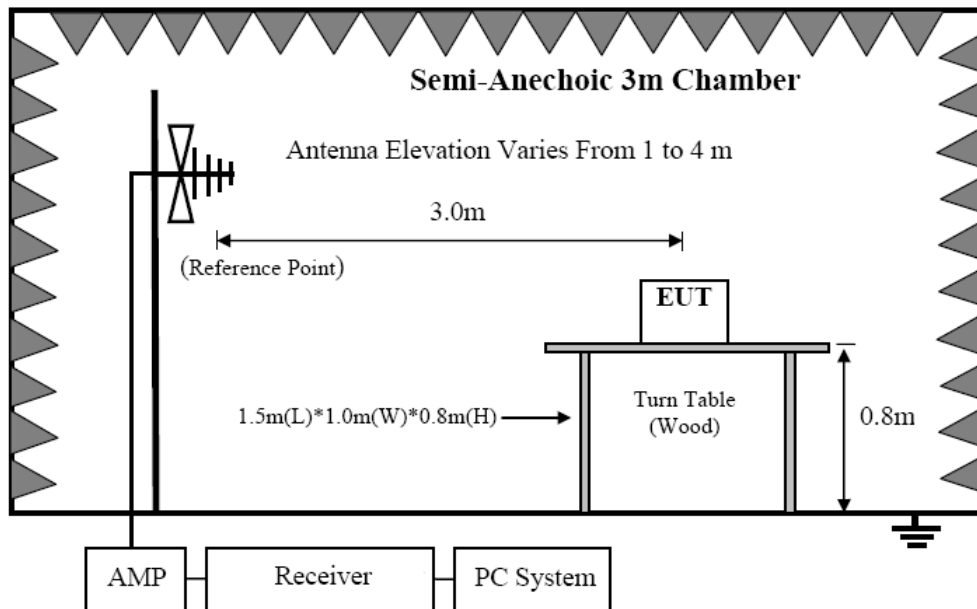 Semi-Anechoic 3m Chamber
Antenna Elevation Varies From 1 to 4 m
3.0m
(Reference Point)
EUT
1.5m(L)*1.0m(W)*0.8m(H)
Turn Table
(Wood)
0.8m
AMP
Receiver
PC System